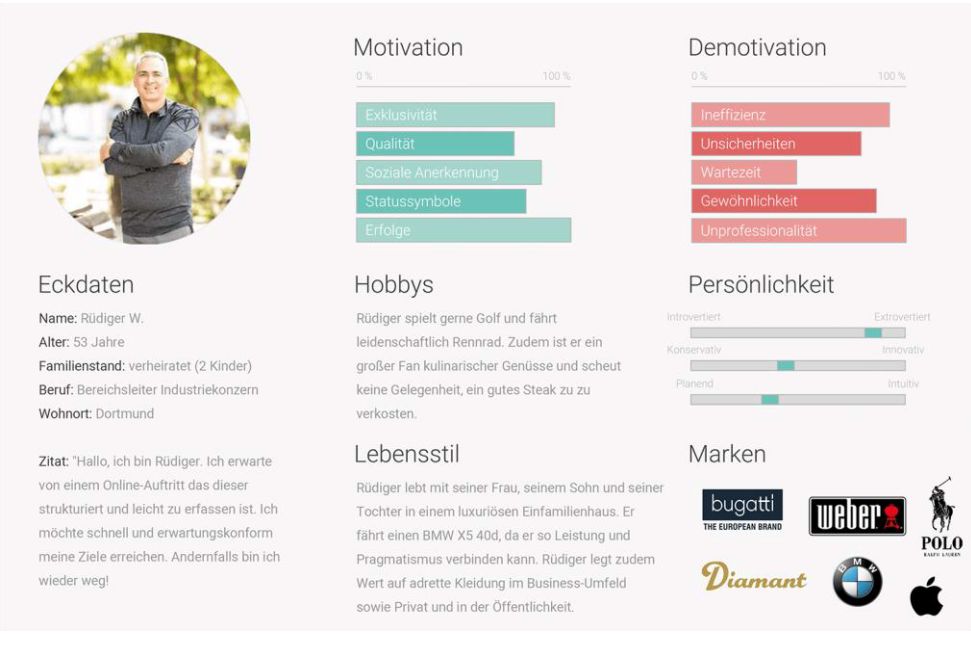 Motivation
0 %
100 %
Exklusivität
Qualität
Soziale Anerkennung
Statussymbole
Erfolge
Demotivation
0 %
100 %
Ineffizienz
Unsicherheiten
Wartezeit
Gewöhnlichkeit
Unprofessionalität
Eckdaten
Name: Rüdiger W.
Alter: 53 Jahre
Familienstand: verheiratet (2 Kinder)
Beruf: Bereichsleiter Industriekonzern
Wohnort: Dortmund
Zitat: "Hallo, ich bin Rüdiger. Ich erwarte
von einem Online-Auftritt das dieser
strukturiert und leicht zu erfassen ist. Ich
möchte schnell und erwartungskonform
meine Ziele erreichen. Andernfalls bin ich
wieder weg!
Hobbys
Rüdiger spielt gerne Golf und fährt
leidenschaftlich Rennrad. Zudem ist er ein
großer Fan kulinarischer Genüsse und scheut
keine Gelegenheit, ein gutes Steak zu zu
verkosten.
Lebensstil
Rüdiger lebt mit seiner Frau, seinem Sohn und seiner
Tochter in einem luxuriösen Einfamilienhaus. Er
fährt einen BMW X5 40d, da er so Leistung und
Pragmatismus verbinden kann. Rüdiger legt zudem
Wert auf adrette Kleidung im Business-Umfeld
sowie Privat und in der Öffentlichkeit.
Persönlichkeit
Introvertiert
Extrovertiert
Konservativ
Innovativ
Planend
Intuitiv
Marken
bugatti
THE EUROPEAN BRAND
weber
POLO
RALPH LAUREN
Diamant
BMW